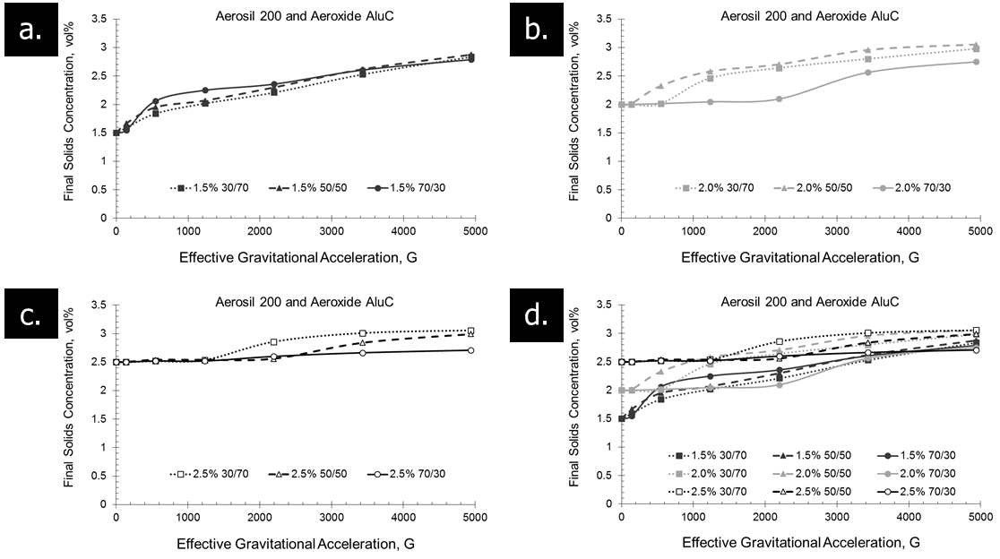 a.
Aerosil 200 and Aeroxide AluC
Final Solids Concentration, vol%
3.5
3
2.5
2
1.5
1
0.5
0
1.5% 30/70 1.5% 50/50 1.5% 70/30
0 1000 2000 3000 4000 5000
Effective Gravitational Acceleration, G
b.
Aerosil 200 and Aeroxide AluC
Final Solids Concentration, vol%
3.5
3
2.5
2
1.5
1
0.5
0
2.0% 30/70 2.0% 50/50 2.0% 70/30
0 1000 2000 3000 4000 5000
Effective Gravitational Acceleration, G
c.
Aerosil 200 and Aeroxide AluC
Final Solids Concentration, vol%
3.5
3
2.5
2
1.5
1
0.5
0
2.5% 30/70 2.5% 50/50 2.5% 70/30
0 1000 2000 3000 4000 5000
Effective Gravitational Acceleration, G
d.
Aerosil 200 and Aeroxide AluC
Final Solids Concentration, vol%
3.5
3
2.5
2
1.5
1
0.5
0
1.5% 30/70 1.5% 50/50 1.5% 70/30
2.0% 30/70 2.0% 50/50 2.0% 70/30
2.5% 30/70 2.5% 50/50 2.5% 70/30
0 1000 2000 3000 4000 5000
Effective Gravitational Acceleration, G